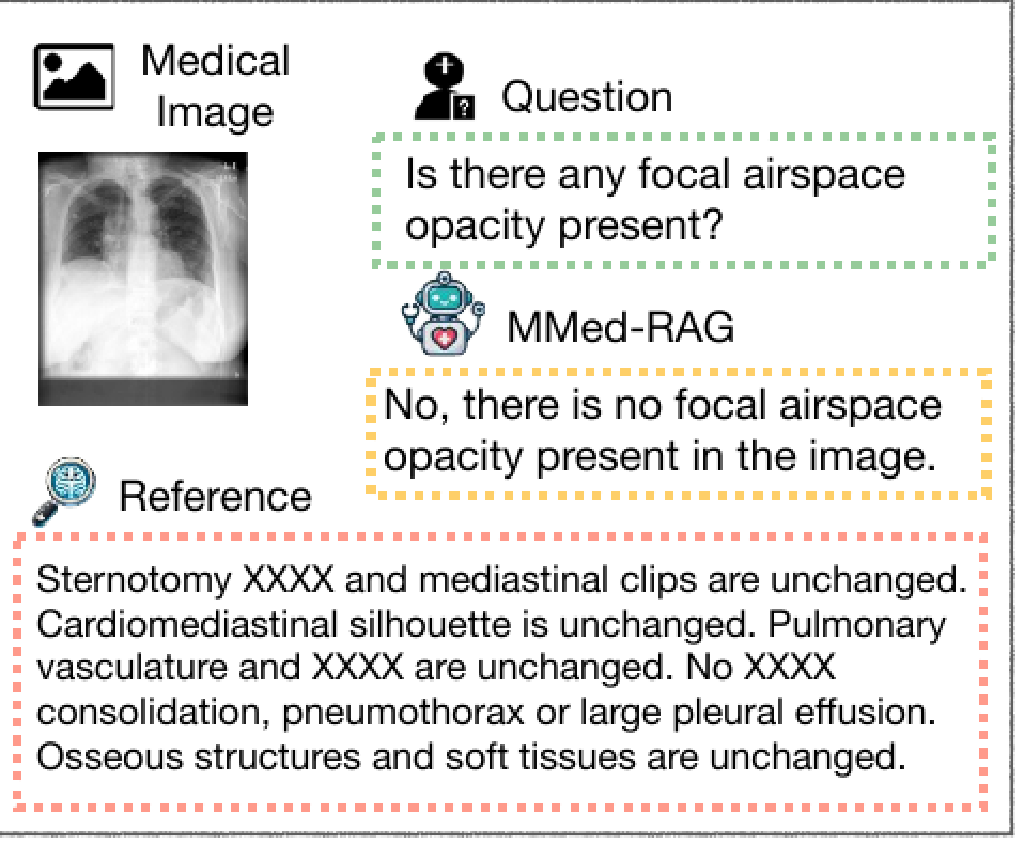 Medical
Image
Question
Is there any focal airspace
opacity present?
MMed-RAG
No, there is no focal airspace
opacity present in the image.
Reference
Sternotomy XXXX and mediastinal clips are unchanged.
Cardiomediastinal silhouette is unchanged. Pulmonary
vasculature and XXXX are unchanged. No XXXX
consolidation, pneumothorax or large pleural effusion.
Osseous structures and soft tissues are unchanged.